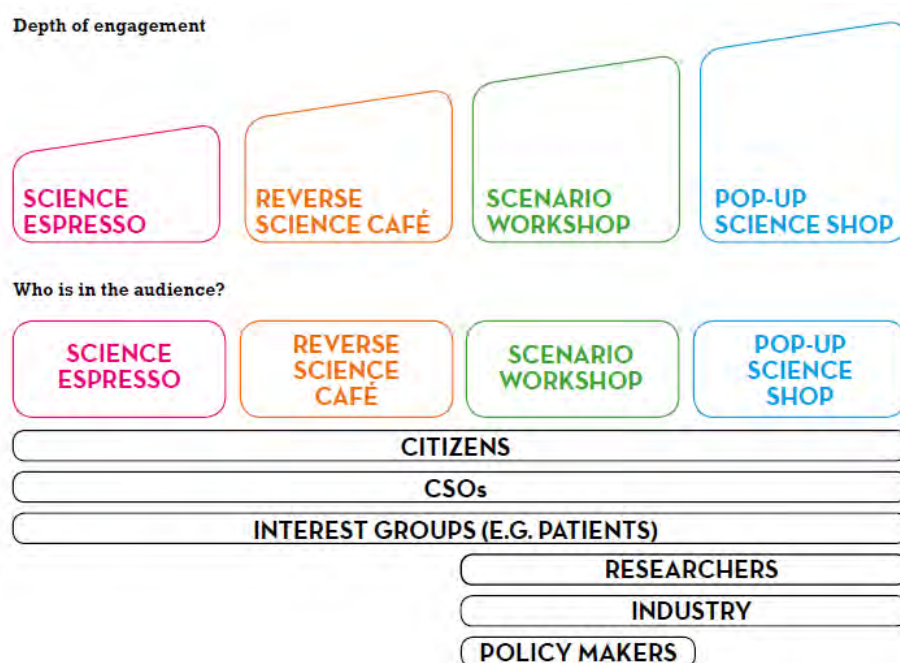 Depth of engagement
SCIENCE
ESPRESSO
REVERSE
SCIENCE CAFÉ
SCENARIO
WORKSHOP
POP-UP
SCIENCE SHOP
Who is in the audience?
SCIENCE
ESPRESSO
REVERSE
SCIENCE
CAFÉ
SCENARIO
WORKSHOP
POP-UP
SCIENCE
SHOP
CITIZENS
CSOs
INTEREST GROUPS (E.G. PATIENTS)
RESEARCHERS
INDUSTRY
POLICY MAKERS